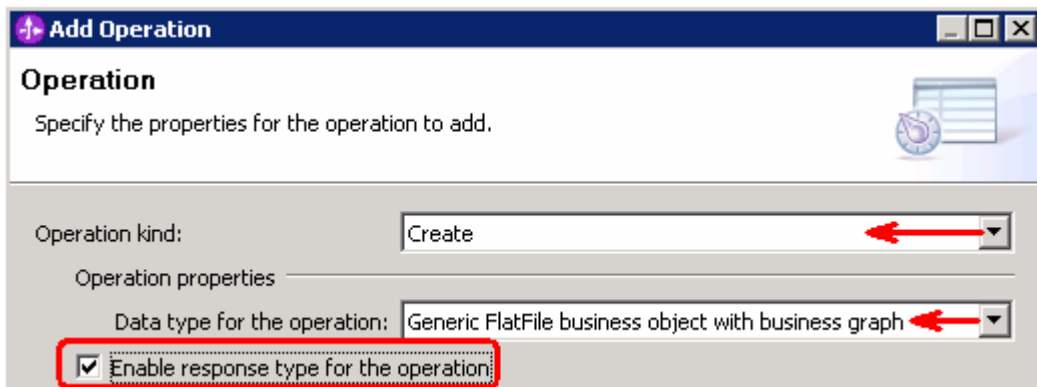 Add Operation
Operation
Specify the properties for the operation to add.
Operation kind: Create
Operation properties
Data type for the operation: Generic FlatFile business object with business graph
Enable response type for the operation